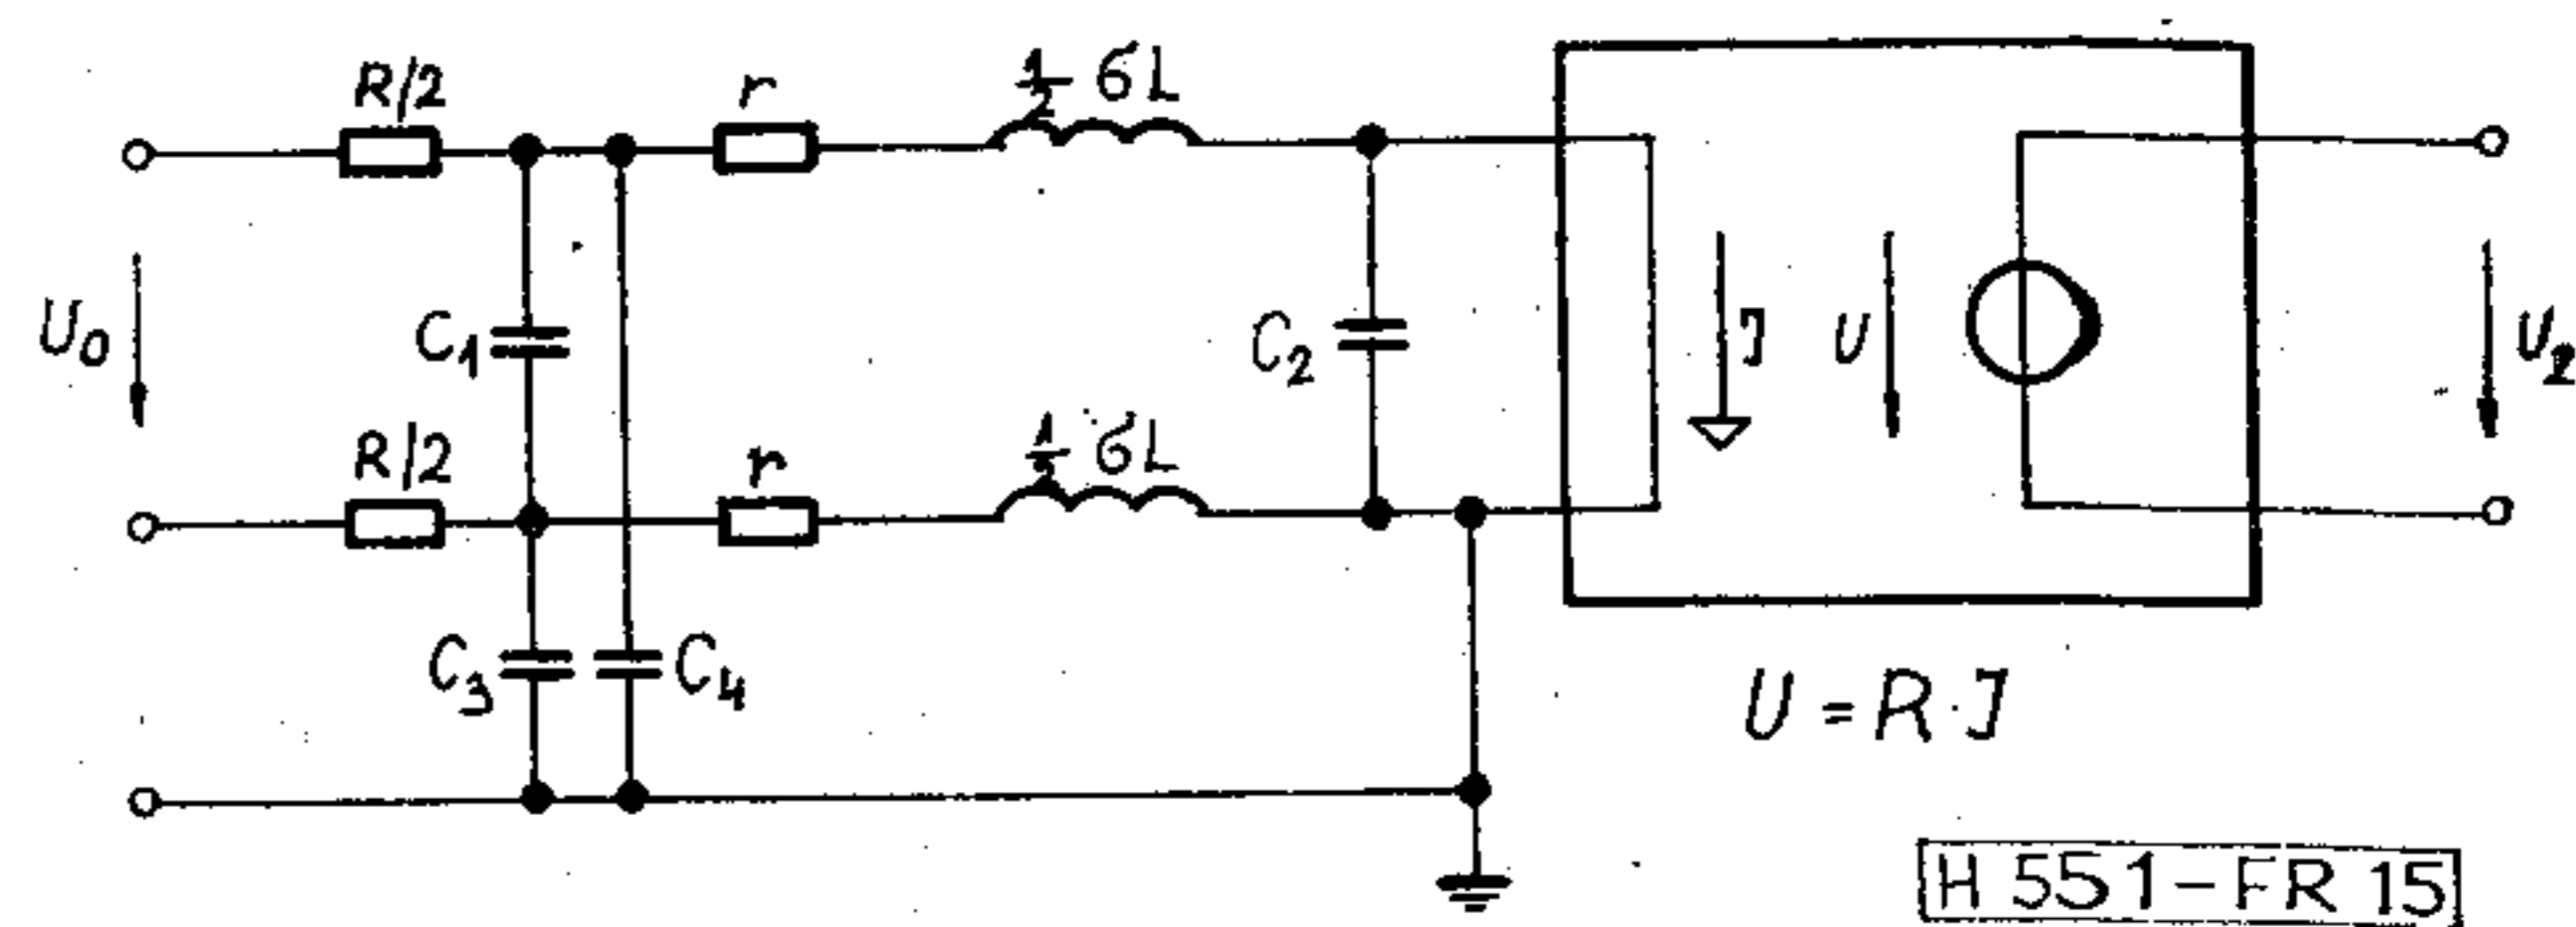 R/2
r
½ 6L
U₀
C₁
C₂
J
U
U₂
R/2
r
½ 6L
C₃
C₄
U = R · J
H 551-FR 15